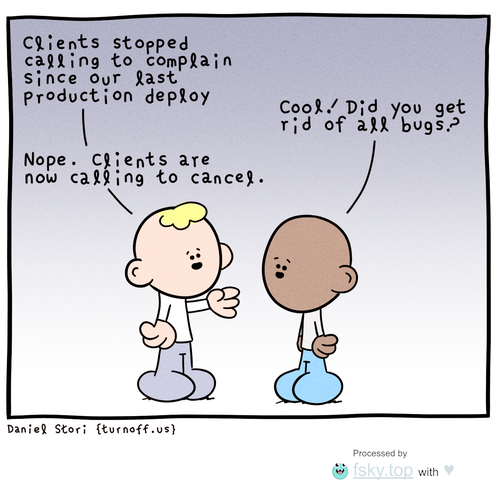 Clients stopped
calling to complain
since our last
production deploy
Cool! Did you get
rid of all bugs?
Nope. Clients are
now calling to cancel.
Daniel Stori {turnoff.us}
Processed by
fsky.top with ♥